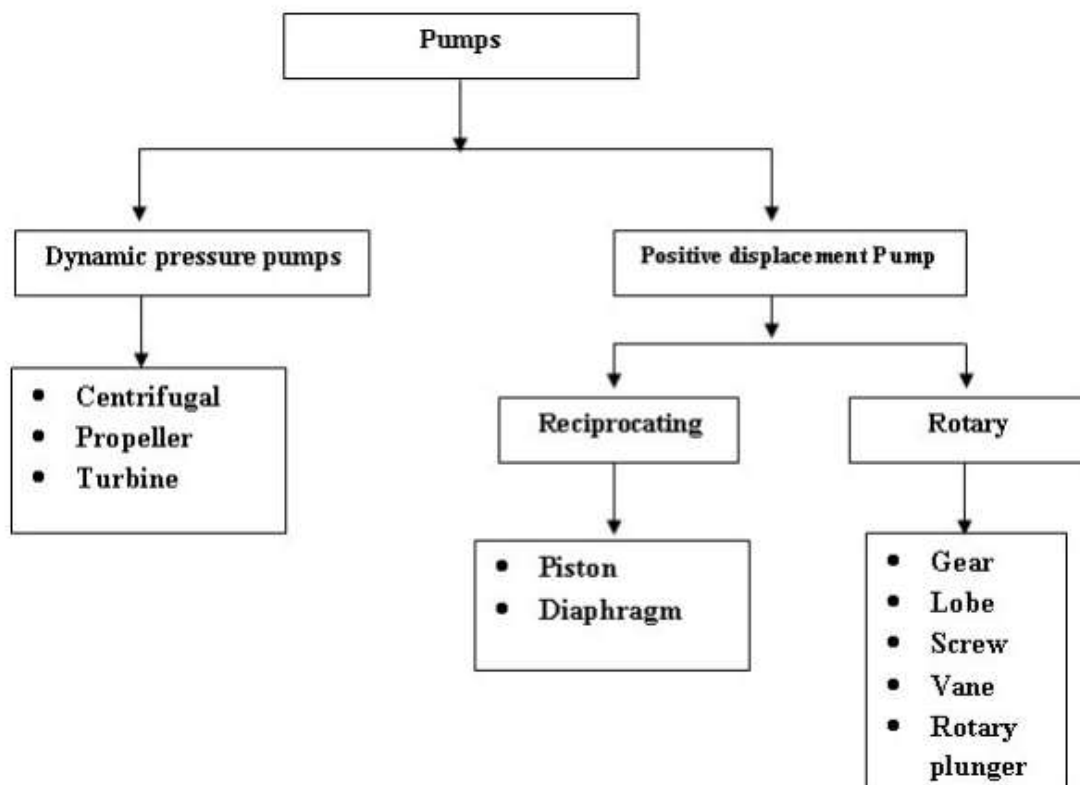 Pumps
Dynamic pressure pumps
Positive displacement Pump
• Centrifugal
• Propeller
• Turbine
Reciprocating
Rotary
• Piston
• Diaphragm
• Gear
• Lobe
• Screw
• Vane
• Rotary
plunger